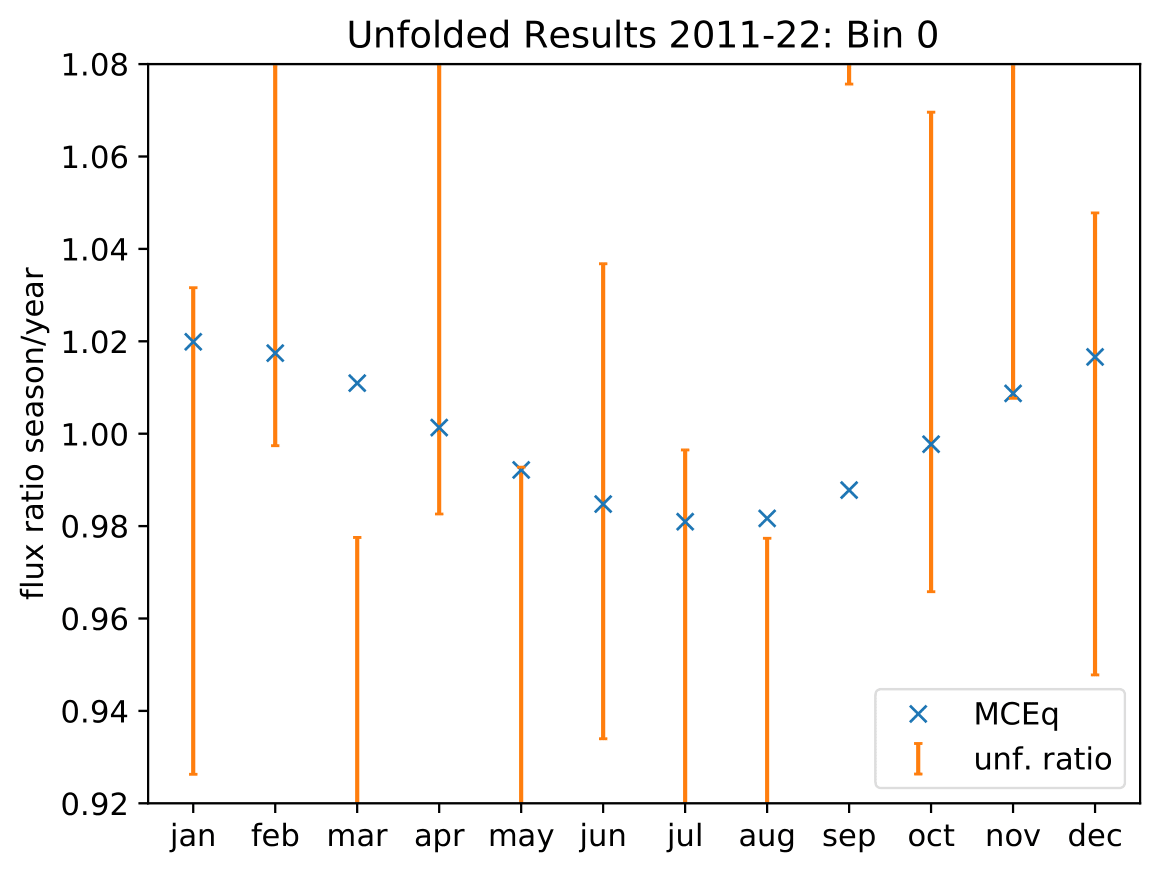 Unfolded Results 2011-22: Bin 0
flux ratio season/year
1.08
1.06
1.04
1.02
1.00
0.98
0.96
0.94
0.92
jan feb mar apr may jun jul aug sep oct nov dec
MCEq
unf. ratio